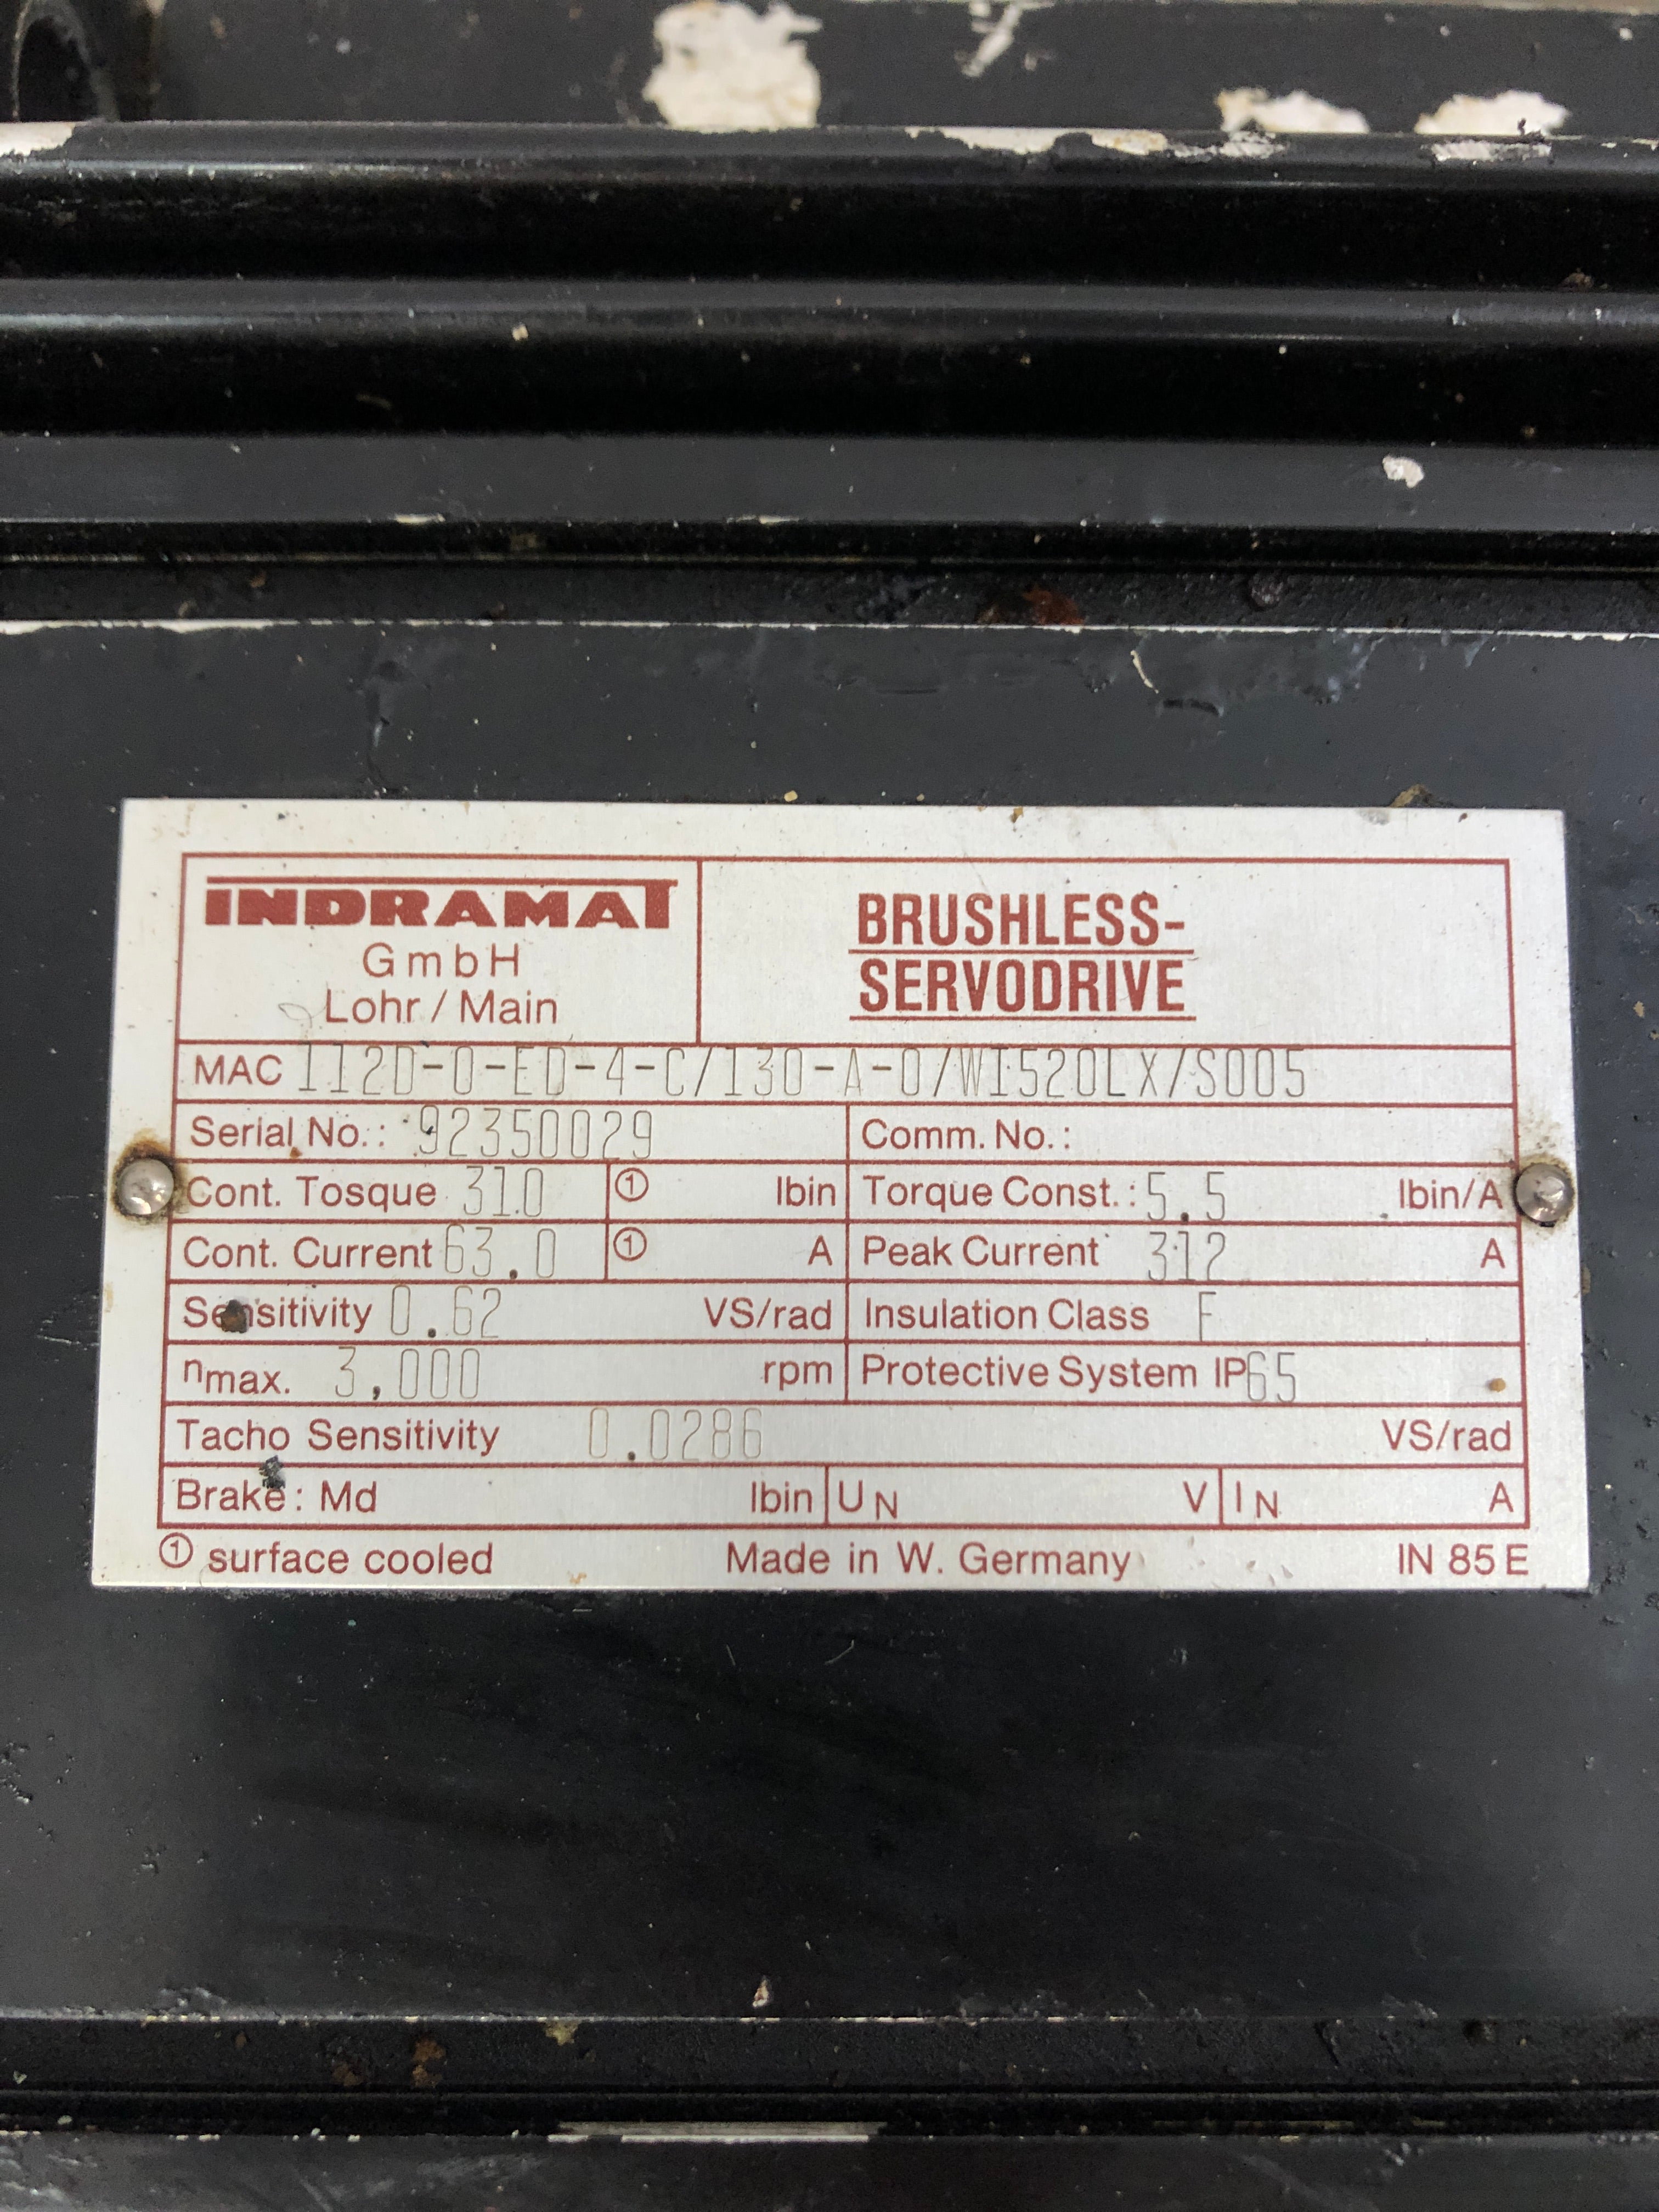 INDRAMAT
GmbH
Lohr / Main
BRUSHLESS-
SERVODRIVE
MAC 112D-0-ED-4-C/130-A-0/WI520LX/S005
Serial No.: 92350029 Comm. No.:
Cont. Tosque 310 ① lbin Torque Const.: 5.5 lbin/A
Cont. Current 63.0 ① A Peak Current 312 A
Sensitivity 0.62 VS/rad Insulation Class F
nmax. 3,000 rpm Protective System IP65
Tacho Sensitivity 0.0286 VS/rad
Brake: Md lbin UN V IN A
① surface cooled Made in W. Germany IN 85 E